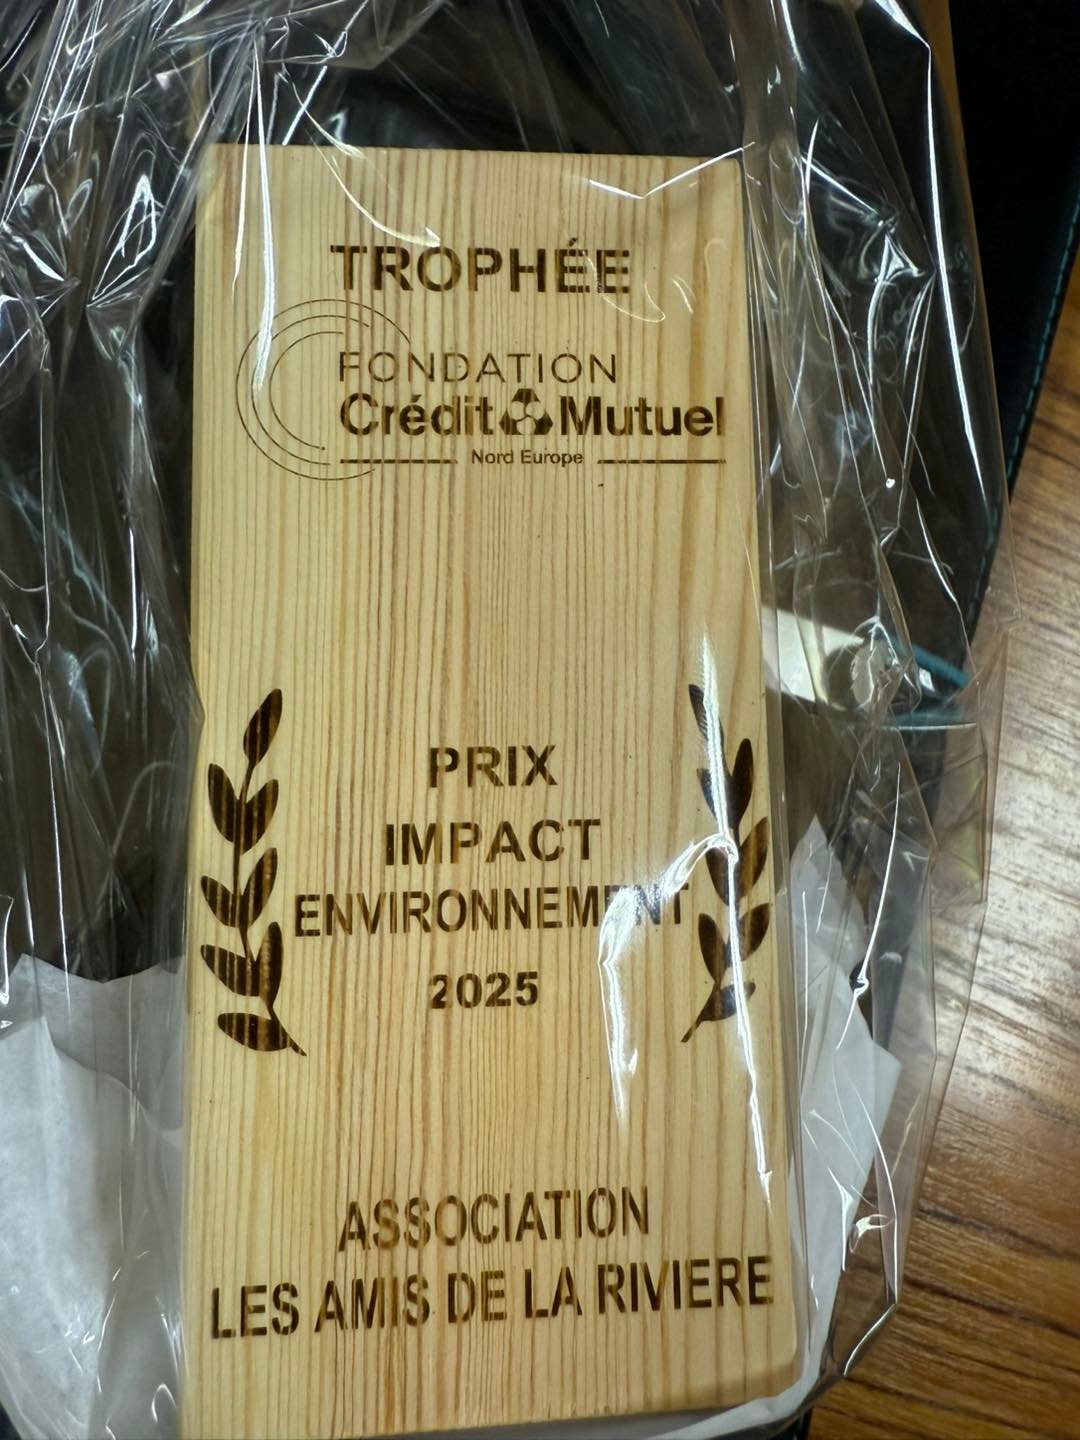 TROPHÉE
FONDATION
Crédit Mutuel
Nord Europe
PRIX
IMPACT
ENVIRONNEMENT
2025
ASSOCIATION
LES AMIS DE LA RIVIERE